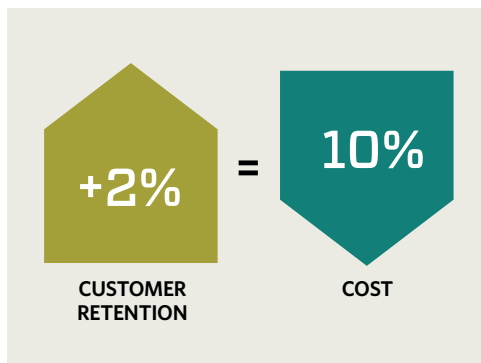 +2%
=
10%
CUSTOMER
RETENTION
COST